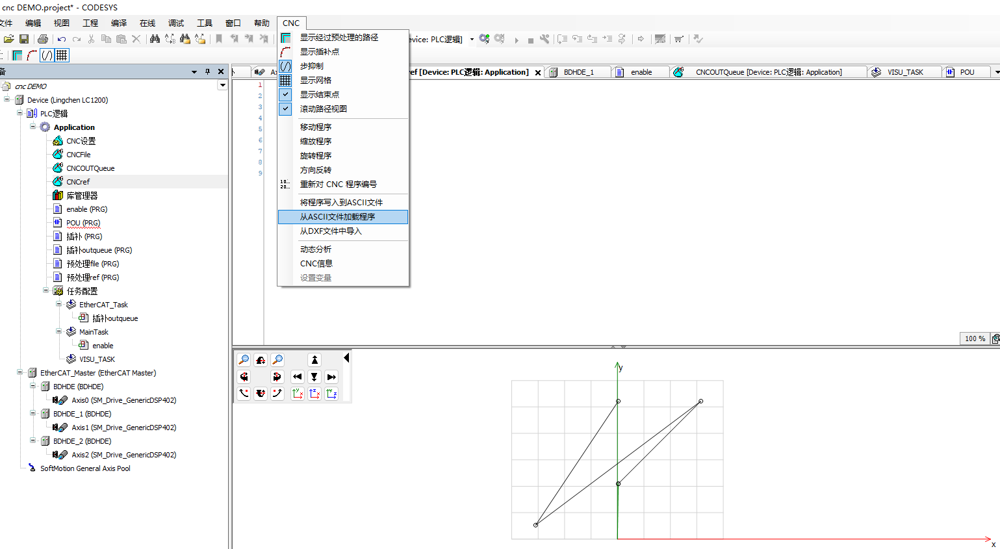 cnc DEMO.project* - CODESYS
文件 编辑 视图 工程 编译 在线 调试 工具 窗口 帮助 CNC
evice: PLC逻辑]
显示经过预处理的路径
显示插补点
步抑制
显示网格
显示结束点
滚动路径视图
移动程序
缩放程序
旋转程序
方向反转
10...
20...
重新对 CNC 程序编号
将程序写入到ASCII文件
从ASCII文件加载程序
从DXF文件中导入
动态分析
CNC信息
设置变量
备
cnc DEMO
Device (Lingchen LC1200)
PLC逻辑
Application
CNC设置
CNCFile
CNCOUTQueue
CNCref
库管理器
enable (PRG)
POU (PRG)
插补 (PRG)
插补outqueue (PRG)
预处理file (PRG)
预处理ref (PRG)
任务配置
EtherCAT_Task
插补outqueue
MainTask
enable
VISU_TASK
EtherCAT_Master (EtherCAT Master)
BDHDE (BDHDE)
Axis0 (SM_Drive_GenericDSP402)
BDHDE_1 (BDHDE)
Axis1 (SM_Drive_GenericDSP402)
BDHDE_2 (BDHDE)
Axis2 (SM_Drive_GenericDSP402)
SoftMotion General Axis Pool
ef [Device: PLC逻辑: Application] BDHDE_1 enable CNCOUTQueue [Device: PLC逻辑: Application] VISU_TASK POU
1
2
3
4
5
6
7
8
9
100 %
y
x